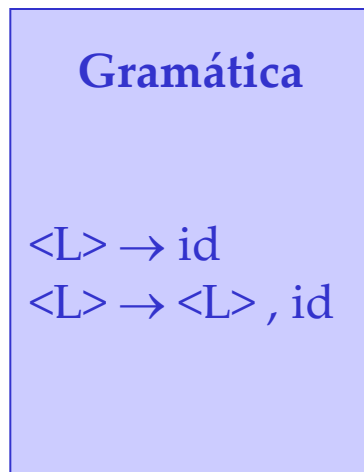 Gramática
<L> → id
<L> → <L> , id